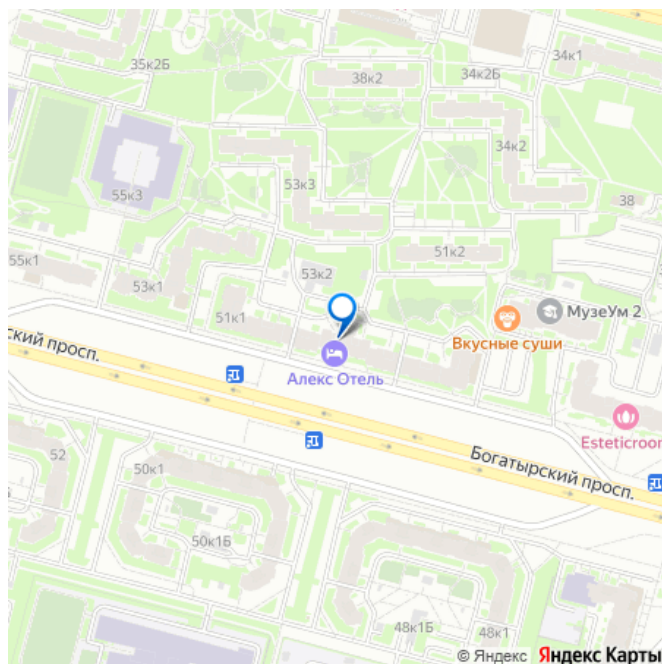 34к1
35к2Б
38к2
34к2Б
34к2
53к3
55к3
38
51к2
55к1
53к2
53к1
51к1
МузеУм 2
Вкусные суши
ский просп.
Алекс Отель
Esteticroom
Богатырский просп.
52
50к1
50к1Б
48к1Б
48к1
© Яндекс Яндекс Карты